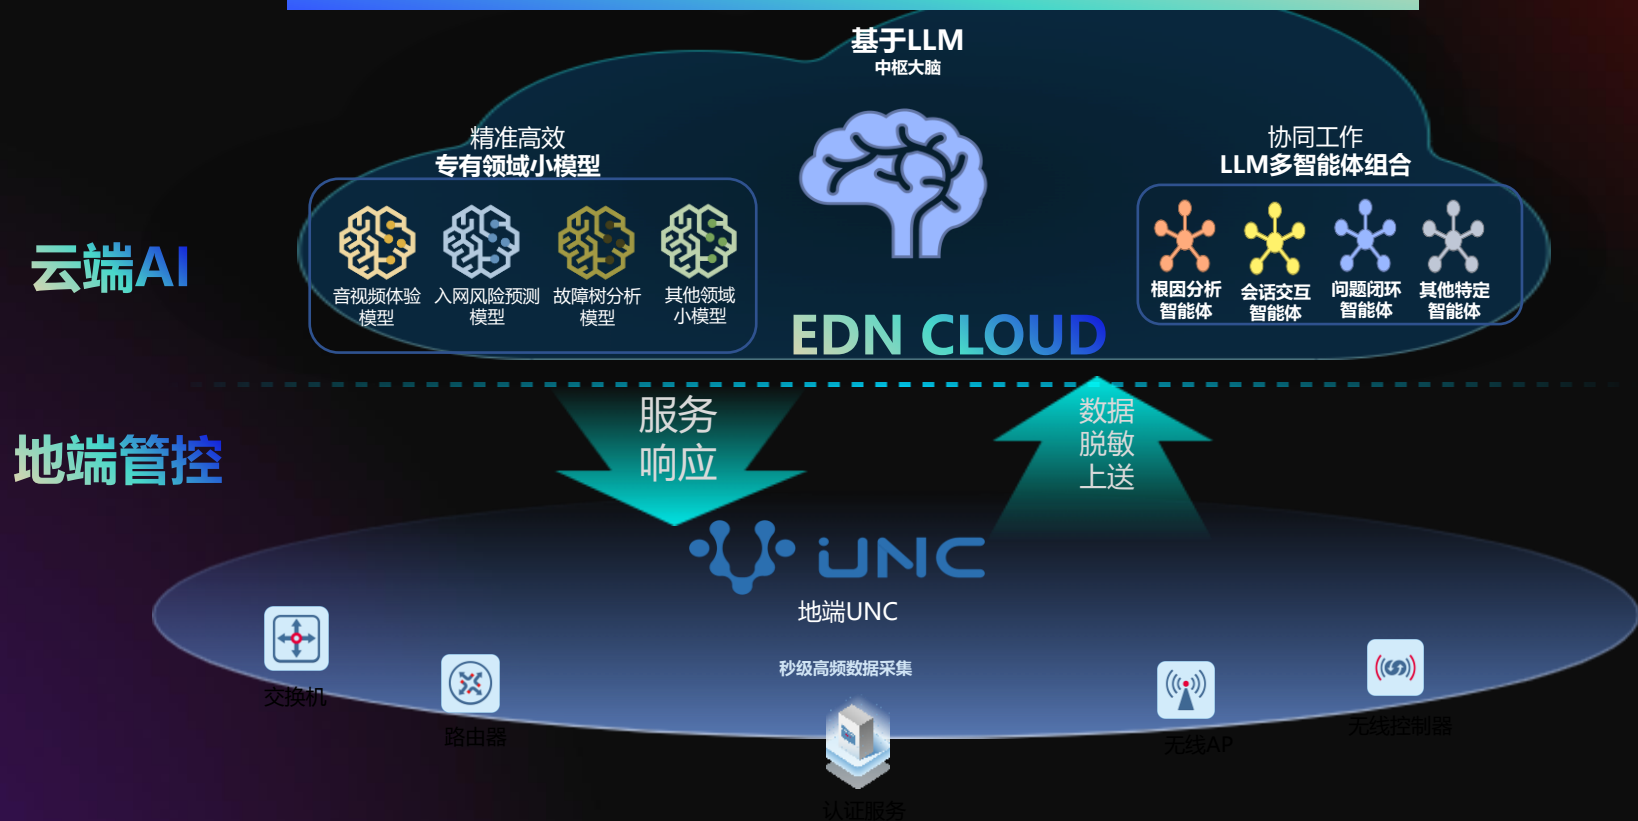 基于LLM
中枢大脑
精准高效
专有领域小模型
音视频体验
模型
入网风险预测
模型
故障树分析
模型
其他领域
小模型
协同工作
LLM多智能体组合
根因分析
智能体
会话交互
智能体
问题闭环
智能体
其他特定
智能体
云端AI
EDN CLOUD
地端管控
服务
响应
数据
脱敏
上送
UNC
地端UNC
秒级高频数据采集
交换机
路由器
认证服务
无线AP
无线控制器